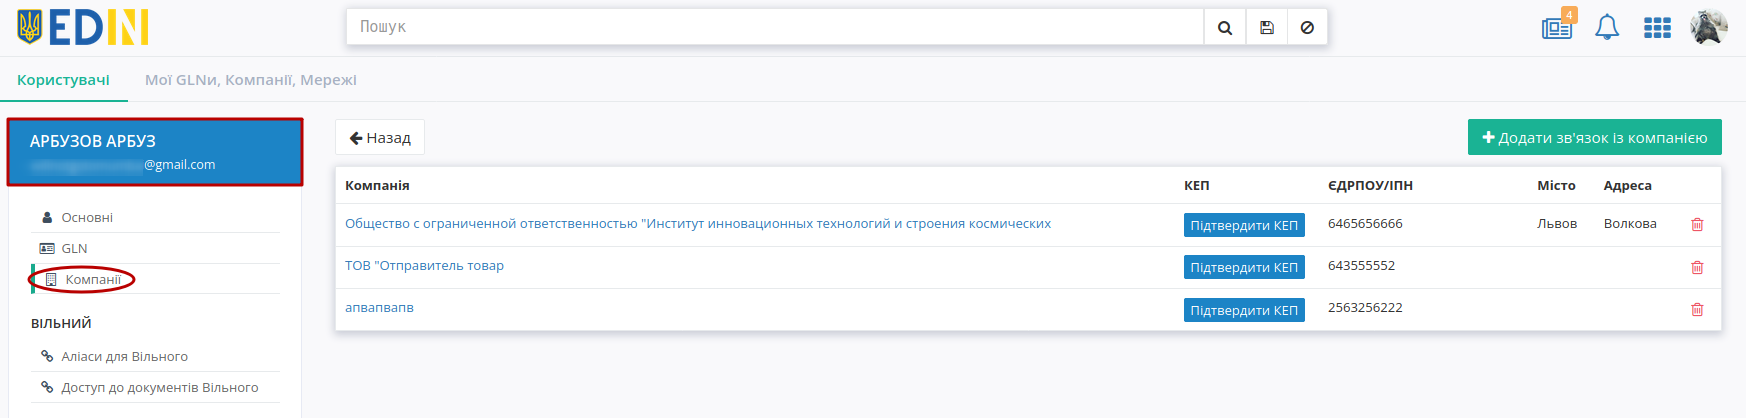 EDIN
Пошук
4
Користувачі
Мої GLNи, Компанії, Мережі
АРБУЗОВ АРБУЗ
@gmail.com
Основні
GLN
Компанії
ВІЛЬНИЙ
Аліаси для Вільного
Доступ до документів Вільного
Назад
Додати зв'язок із компанією
Компанія КЕП ЄДРПОУ/ІПН Місто Адреса
Общество с ограниченной ответственностью "Институт инновационных технологий и строения космических Підтвердити КЕП 6465656666 Львов Волкова
ТОВ "Отправитель товар Підтвердити КЕП 643555552
апвапвапв Підтвердити КЕП 2563256222